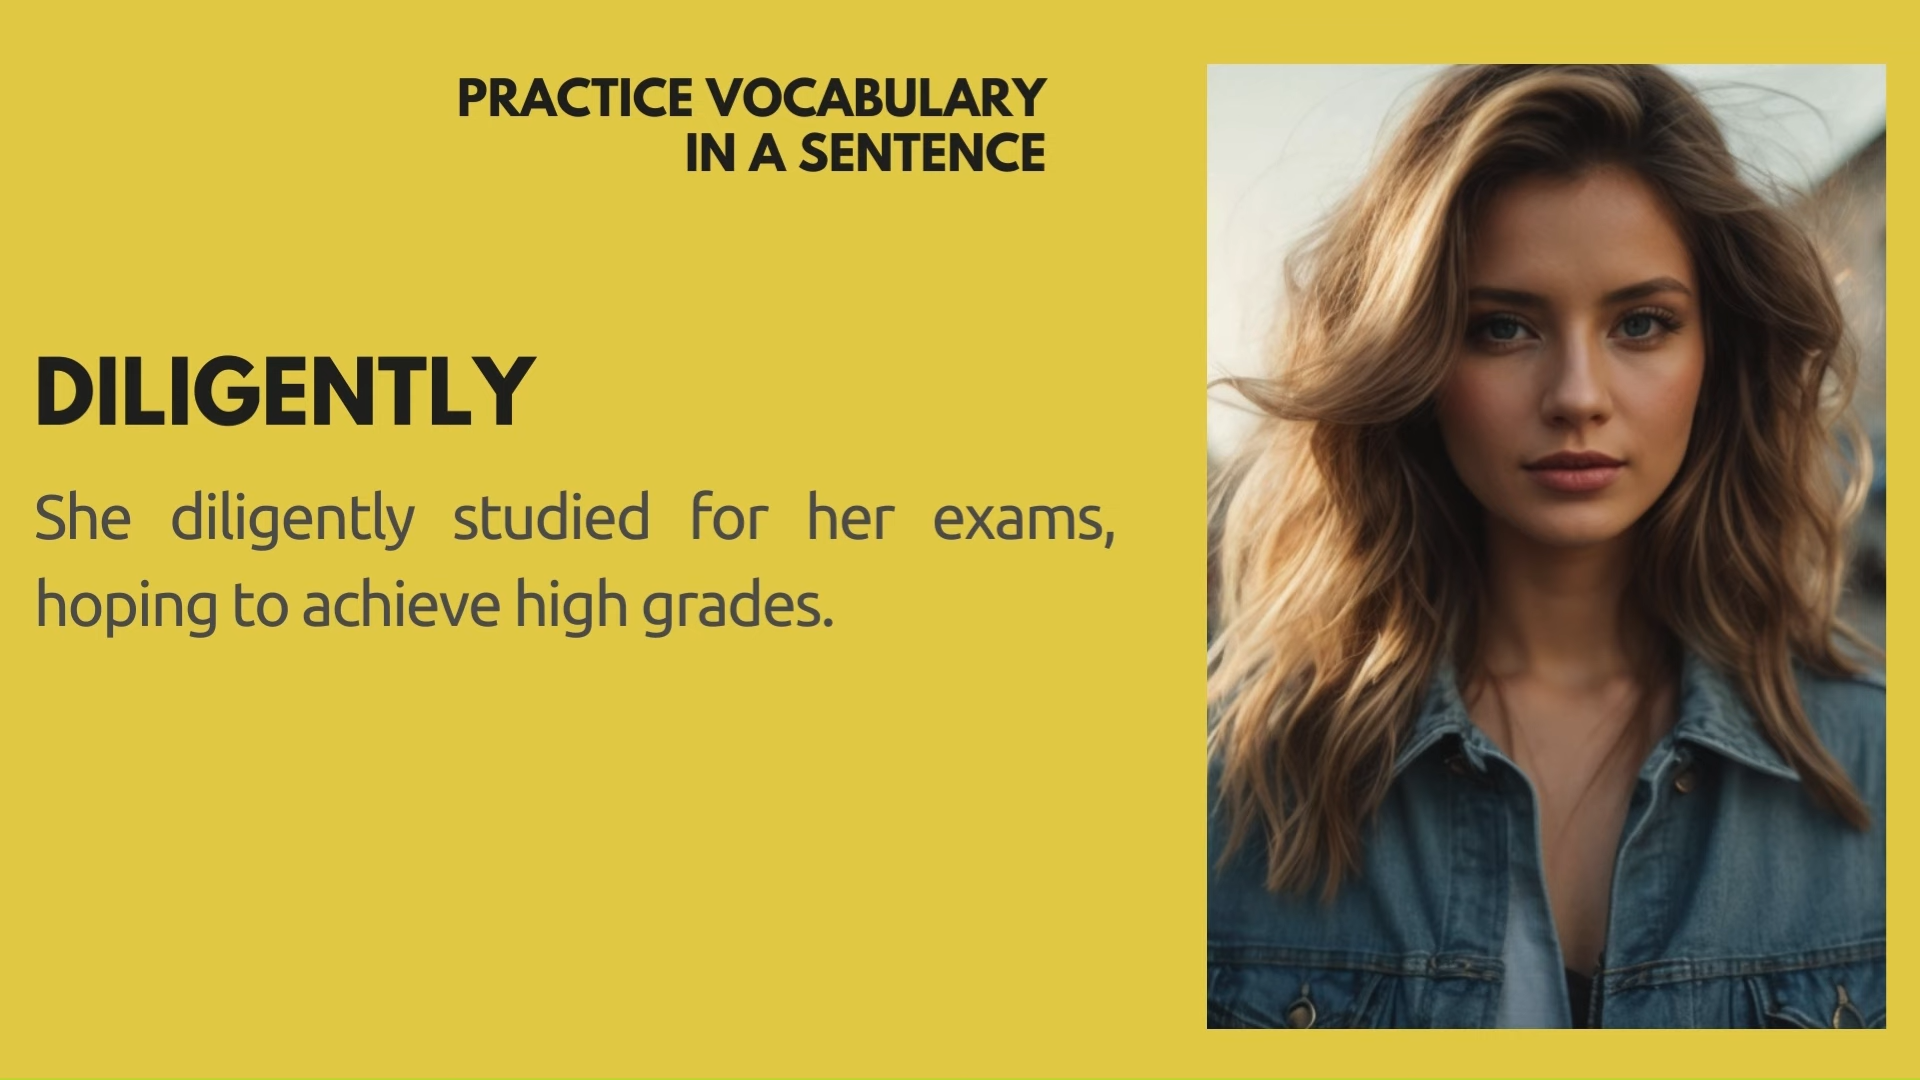 PRACTICE VOCABULARY
IN A SENTENCE
DILIGENTLY
She diligently studied for her exams,
hoping to achieve high grades.